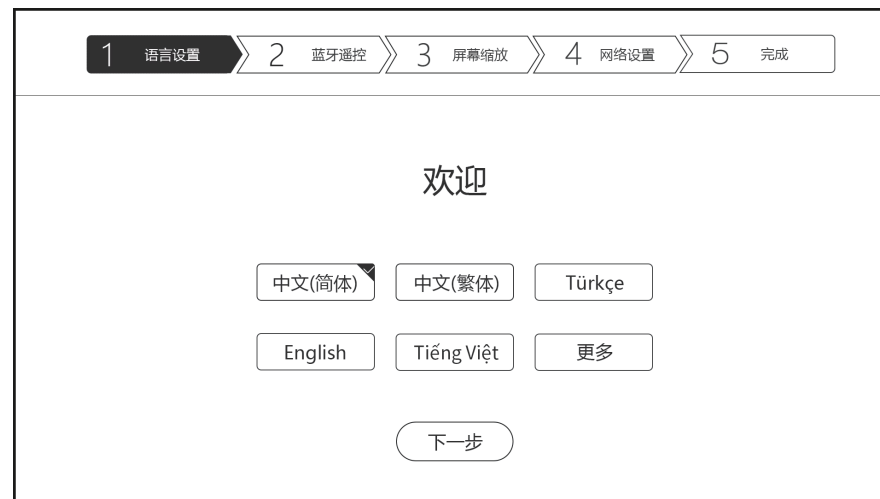 1 语言设置 2 蓝牙遥控 3 屏幕缩放 4 网络设置 5 完成
欢迎
中文(简体) 中文(繁体) Türkçe
English Tiếng Việt 更多
下一步